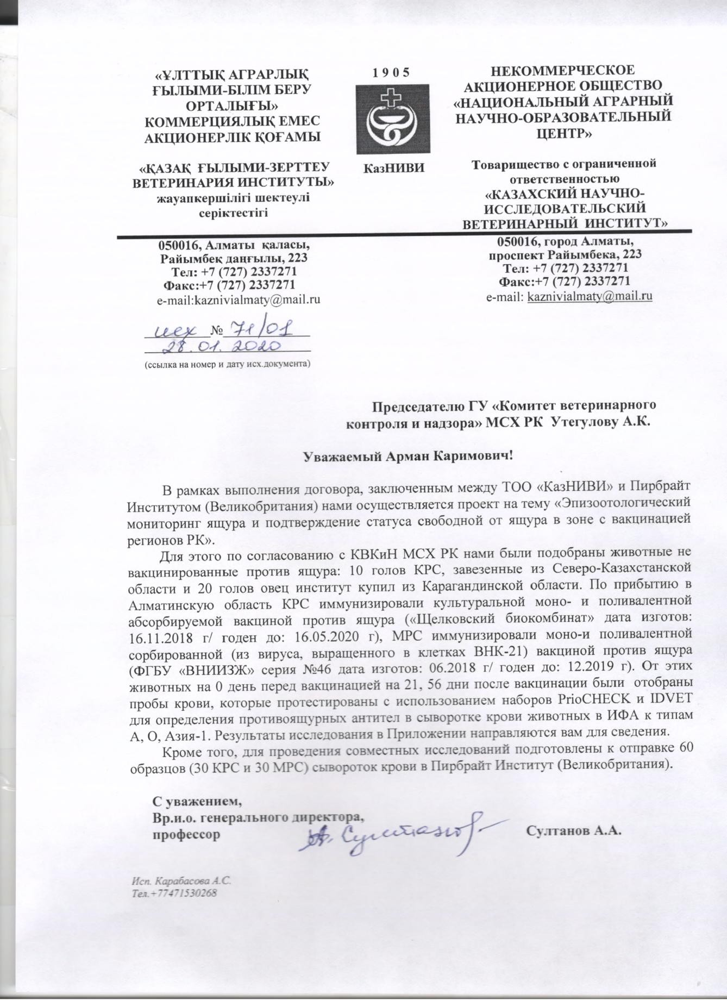 «ҰЛТТЫҚ АГРАРЛЫҚ
ҒЫЛЫМИ-БІЛІМ БЕРУ
ОРТАЛЫҒЫ»
КОММЕРЦИЯЛЫҚ ЕМЕС
АКЦИОНЕРЛІК ҚОҒАМЫ
«ҚАЗАҚ ҒЫЛЫМИ-ЗЕРТТЕУ
ВЕТЕРИНАРИЯ ИНСТИТУТЫ»
жауапкершілігі шектеулі
серіктестігі
1905
КазНИВИ
НЕКОММЕРЧЕСКОЕ
АКЦИОНЕРНОЕ ОБЩЕСТВО
«НАЦИОНАЛЬНЫЙ АГРАРНЫЙ
НАУЧНО-ОБРАЗОВАТЕЛЬНЫЙ
ЦЕНТР»
Товарищество с ограниченной
ответственностью
«КАЗАХСКИЙ НАУЧНО-
ИССЛЕДОВАТЕЛЬСКИЙ
ВЕТЕРИНАРНЫЙ ИНСТИТУТ»
050016, Алматы қаласы,
Райымбек даңғылы, 223
Тел: +7 (727) 2337271
Факс:+7 (727) 2337271
e-mail:kaznivialmaty@mail.ru
050016, город Алматы,
проспект Райымбека, 223
Тел: +7 (727) 2337271
Факс:+7 (727) 2337271
e-mail: kaznivialmaty@mail.ru
исх № 71/01
28.01.2020
(ссылка на номер и дату исх.документа)
Председателю ГУ «Комитет ветеринарного
контроля и надзора» МСХ РК Утегулову А.К.
Уважаемый Арман Каримович!
В рамках выполнения договора, заключенным между ТОО «КазНИВИ» и Пирбрайт
Институтом (Великобритания) нами осуществляется проект на тему «Эпизоотологический
мониторинг ящура и подтверждение статуса свободной от ящура в зоне с вакцинацией
регионов РК».
Для этого по согласованию с КВКиН МСХ РК нами были подобраны животные не
вакцинированные против ящура: 10 голов КРС, завезенные из Северо-Казахстанской
области и 20 голов овец институт купил из Карагандинской области. По прибытию в
Алматинскую область КРС иммунизировали культуральной моно- и поливалентной
абсорбируемой вакциной против ящура («Щелковский биокомбинат» дата изготов:
16.11.2018 г/ годен до: 16.05.2020 г), МРС иммунизировали моно-и поливалентной
сорбированной (из вируса, выращенного в клетках ВНК-21) вакциной против ящура
(ФГБУ «ВНИИЗЖ» серия №46 дата изготов: 06.2018 г/ годен до: 12.2019 г). От этих
животных на 0 день перед вакцинацией на 21, 56 дни после вакцинации были отобраны
пробы крови, которые протестированы с использованием наборов PrioCHECK и IDVET
для определения противоящурных антител в сыворотке крови животных в ИФА к типам
А, О, Азия-1. Результаты исследования в Приложении направляются вам для сведения.
Кроме того, для проведения совместных исследований подготовлены к отправке 60
образцов (30 КРС и 30 МРС) сывороток крови в Пирбрайт Институт (Великобритания).
С уважением,
Вр.и.о. генерального директора,
профессор
А. Султанов
Султанов А.А.
Исп. Карабасова А.С.
Тел.+77471530268